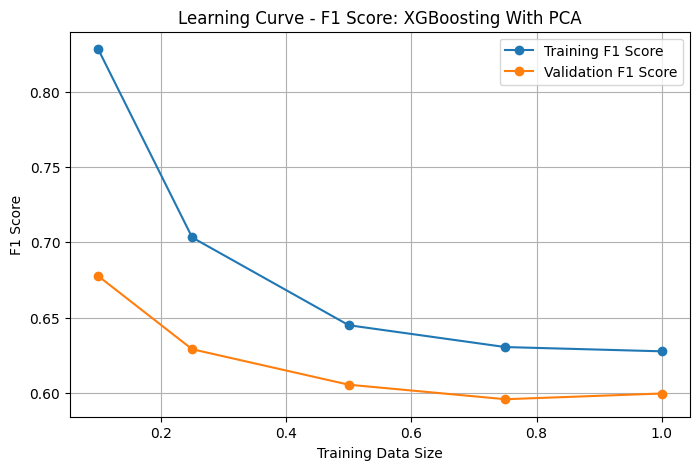 Learning Curve - F1 Score: XGBoosting With PCA
Training F1 Score
Validation F1 Score
0.80
0.75
0.70
0.65
0.60
F1 Score
0.2 0.4 0.6 0.8 1.0
Training Data Size